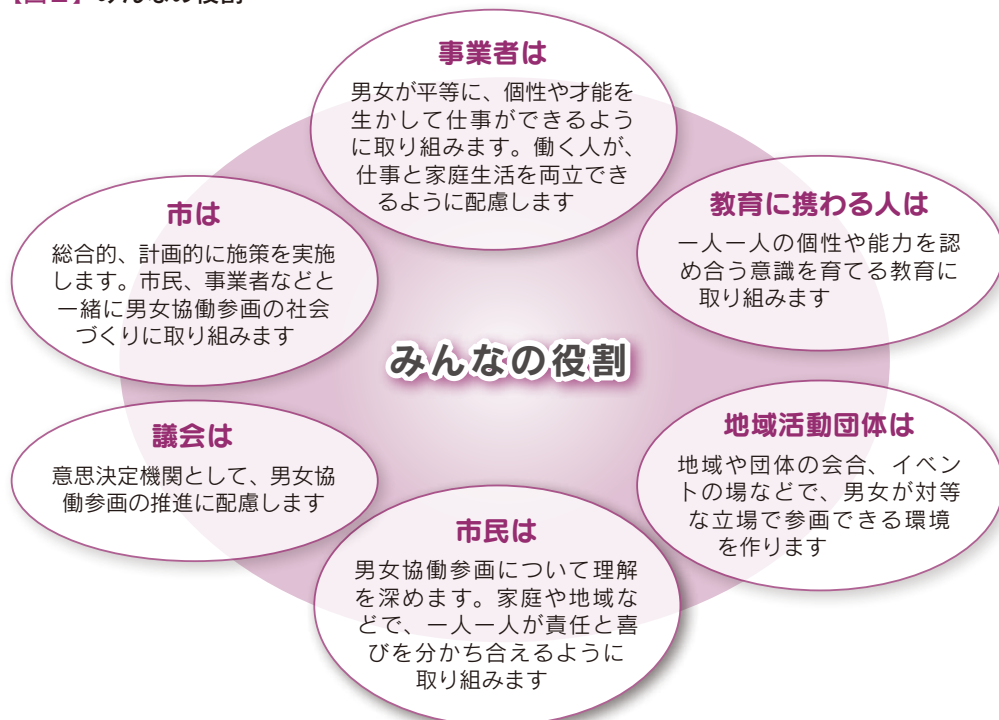 みんなの役割
事業者は
男女が平等に、個性や才能を
生かして仕事ができるよう
に取り組みます。働く人が、
仕事と家庭生活を両立でき
るように配慮します
教育に携わる人は
一人一人の個性や能力を認
め合う意識を育てる教育に
取り組みます
市は
総合的、計画的に施策を実施
します。市民、事業者などと
一緒に男女協働参画の社会
づくりに取り組みます
みんなの役割
地域活動団体は
地域や団体の会合、イベン
トの場などで、男女が対等
な立場で参画できる環境
を作ります
議会は
意思決定機関として、男女協
働参画の推進に配慮します
市民は
男女協働参画について理解
を深めます。家庭や地域な
どで、一人一人が責任と喜
びを分かち合えるように
取り組みます